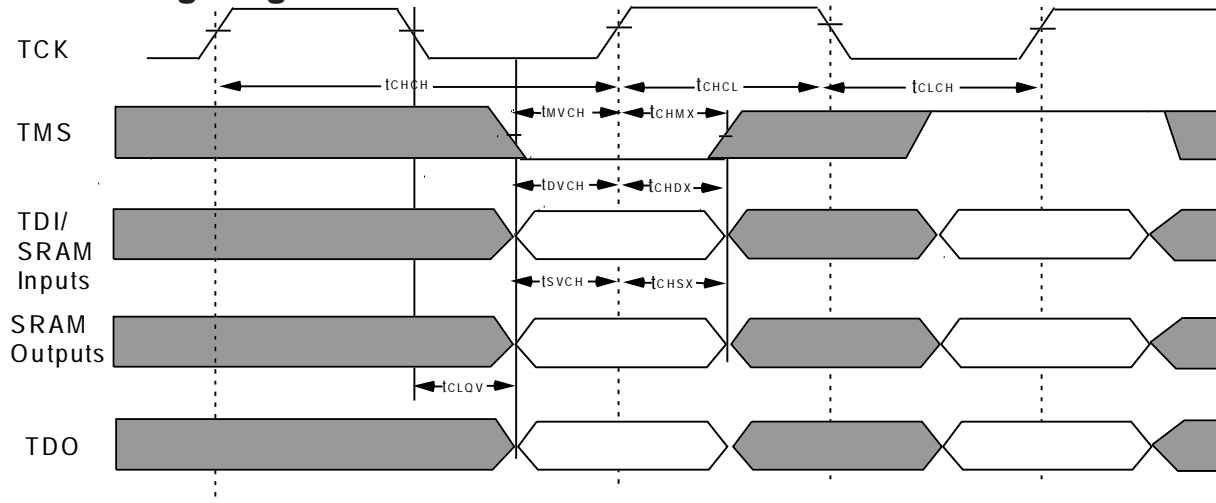 TCK
tCHCH
tCHCL
tCLCH
TMS
tMVCH
tCHMX
tDVCH
tCHDX
TDI/
SRAM
Inputs
tSVCH
tCHSX
SRAM
Outputs
tCLQV
TDO